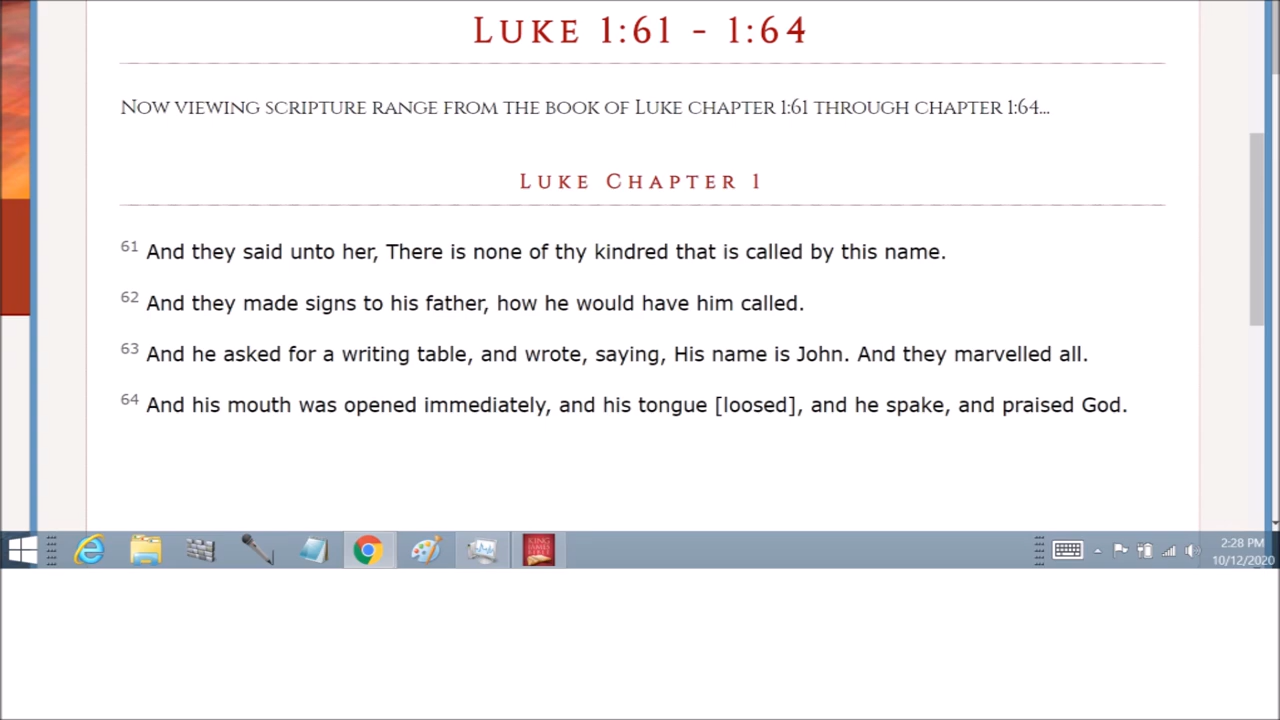 LUKE 1:61 - 1:64
NOW VIEWING SCRIPTURE RANGE FROM THE BOOK OF LUKE CHAPTER 1:61 THROUGH CHAPTER 1:64...
LUKE CHAPTER 1
61 And they said unto her, There is none of thy kindred that is called by this name.
62 And they made signs to his father, how he would have him called.
63 And he asked for a writing table, and wrote, saying, His name is John. And they marvelled all.
64 And his mouth was opened immediately, and his tongue [loosed], and he spake, and praised God.
KING JAMES BIBLE
2:28 PM
10/12/2020